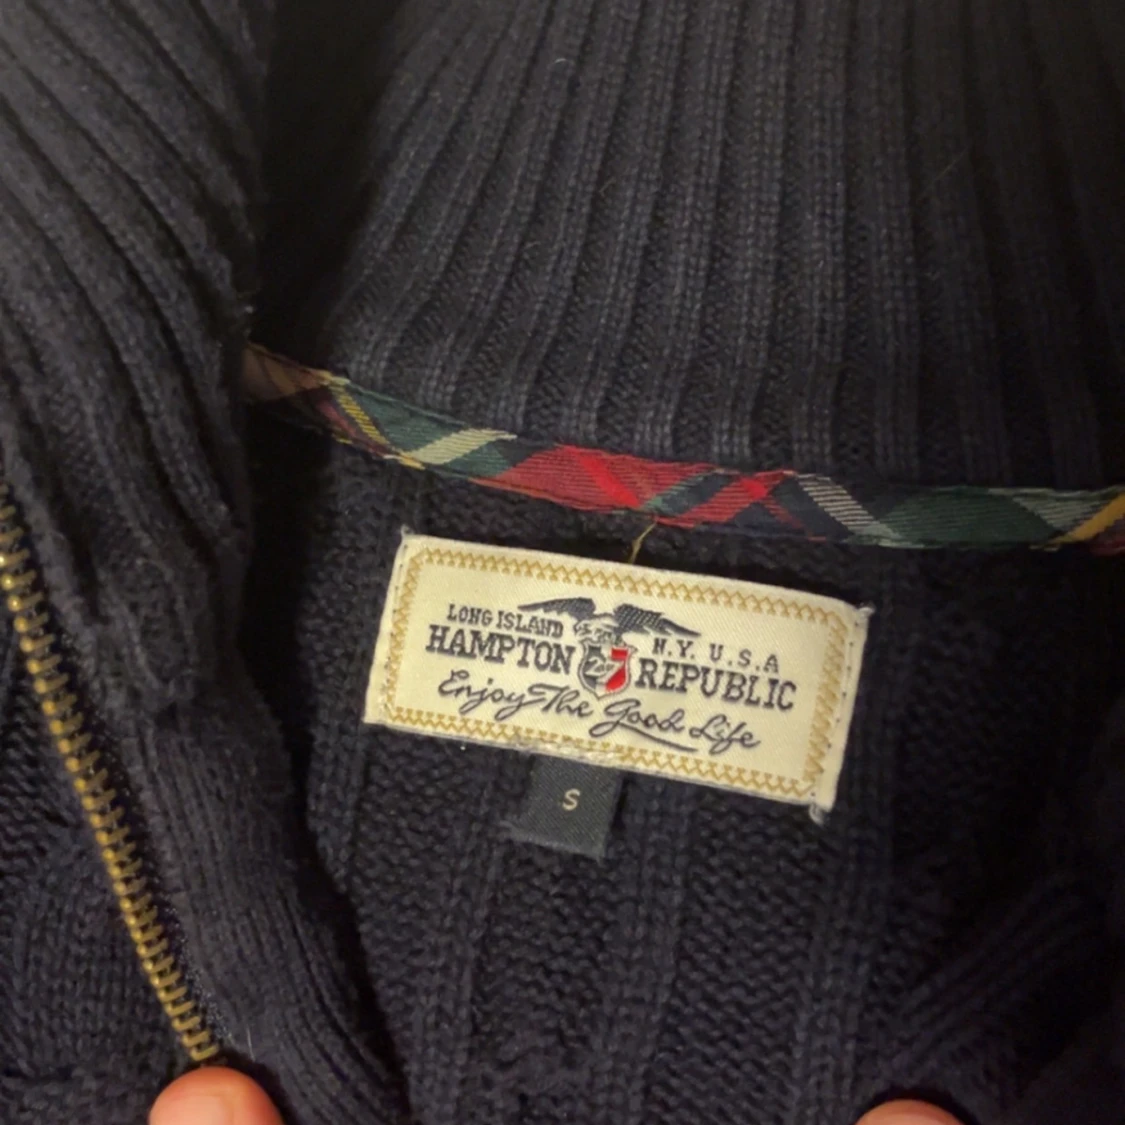 LONG ISLAND N.Y. U.S.A
HAMPTON 27 REPUBLIC
Enjoy The Good Life
S